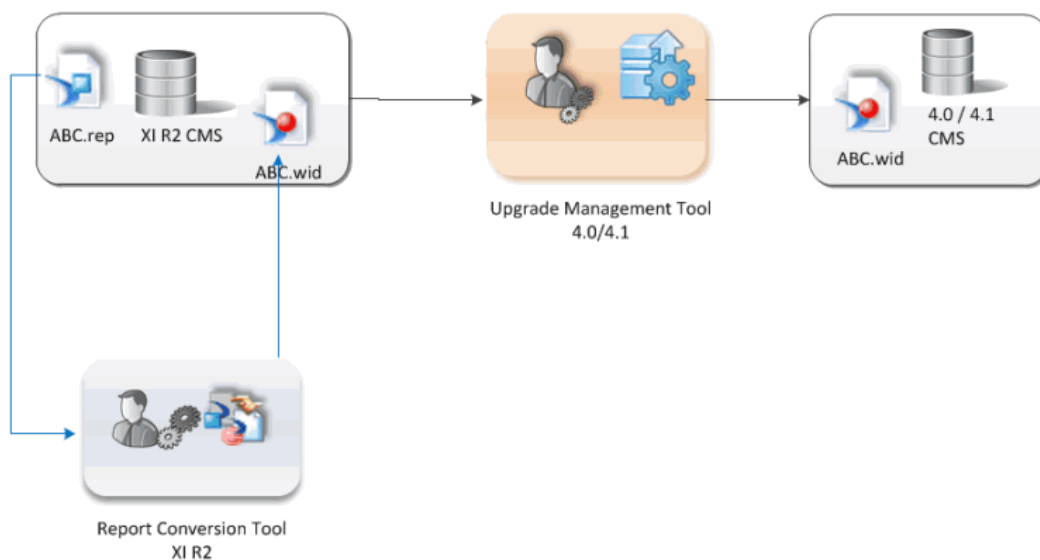 ABC.rep
XI R2 CMS
ABC.wid
Upgrade Management Tool
4.0/4.1
ABC.wid
4.0 / 4.1
CMS
Report Conversion Tool
XI R2